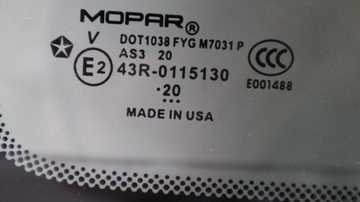 MOPAR®
V DOT1038 FYG M7031 P
AS3 20
E2 43R-0115130
CCC
E001488
·20 ...
MADE IN USA